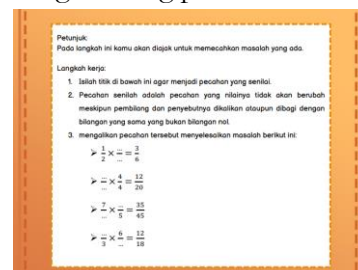 Petunjuk:
Pada langkah ini kamu akan diajak untuk memecahkan masalah yang ada.
Langkah kerja:
1. Isilah titik di bawah ini agar menjadi pecahan yang senilai.
2. Pecahan senilah adalah pecahan yang nilainya tidak akan berubah
meskipun pembilang dan penyebutnya dikalikan ataupun dibagi dengan
bilangan yang sama yang bukan bilangan nol.
3. mengalikan pecahan tersebut menyelesaikan masalah berikut ini:
➢ 1/2 × .../... = 3/6
➢ .../... × 4/4 = 12/20
➢ 7/... × .../5 = 35/45
➢ .../3 × 6/... = 12/18